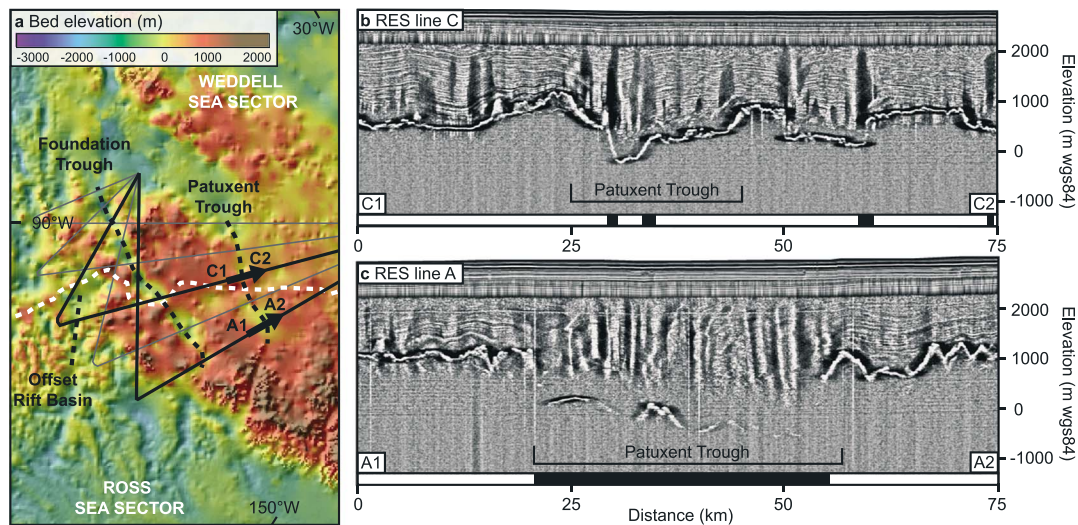 a Bed elevation (m)
-3000 -2000 -1000 0 1000 2000
30°W
WEDDELL
SEA SECTOR
Foundation
Trough
Patuxent
Trough
90°W
C1 C2
A1 A2
Offset
Rift Basin
ROSS
SEA SECTOR
150°W
b RES line C
2000
1000
0
-1000
Elevation (m wgs84)
Patuxent Trough
C1 C2
0 25 50 75
c RES line A
2000
1000
0
-1000
Elevation (m wgs84)
Patuxent Trough
A1 A2
0 25 50 75
Distance (km)